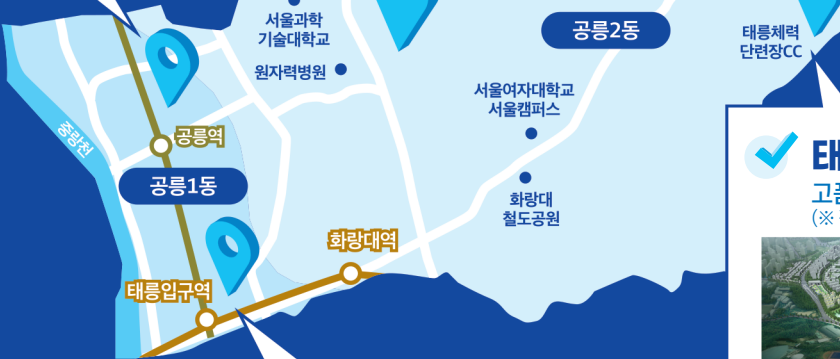 서울과학
기술대학교
공릉2동
태릉체력
단련장CC
원자력병원
서울여자대학교
서울캠퍼스
중랑천
공릉역
공릉1동
화랑대
철도공원
화랑대역
태릉입구역
태
고품
(※